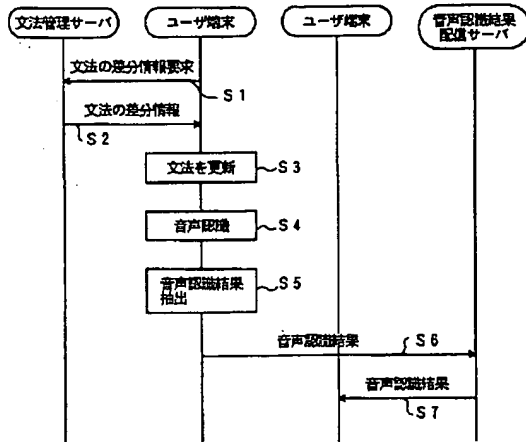 文法管理サーバ
ユーザ端末
ユーザ端末
音声認識結果
配信サーバ
文法の差分情報要求
S1
文法の差分情報
S2
文法を更新
S3
音声認識
S4
音声認識結果
抽出
S5
音声認識結果
S6
音声認識結果
S7